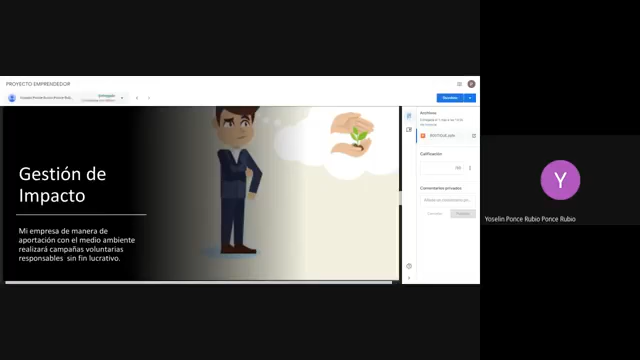 PROYECTO EMPRENDEDOR
Gestión de
Impacto
Mi empresa de manera de
aportación con el medio ambiente
realizará campañas voluntarias
responsables sin fin lucrativo.
Archivos
Calificación
Comentarios privados
Cancelar
Y
Yoselin Ponce Rubio Ponce Rubio